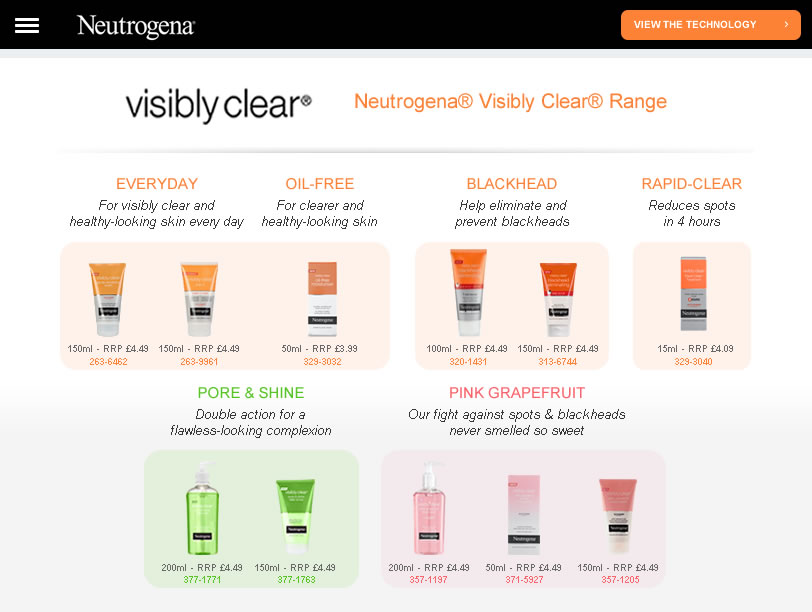 Neutrogena®
VIEW THE TECHNOLOGY >
visibly clear®
Neutrogena® Visibly Clear® Range
EVERYDAY
For visibly clear and
healthy-looking skin every day
OIL-FREE
For clearer and
healthy-looking skin
BLACKHEAD
Help eliminate and
prevent blackheads
RAPID-CLEAR
Reduces spots
in 4 hours
150ml - RRP £4.49
263-6462
150ml - RRP £4.49
263-9961
50ml - RRP £3.99
329-3032
100ml - RRP £4.49
320-1431
150ml - RRP £4.49
313-6744
15ml - RRP £4.09
329-3040
PORE & SHINE
Double action for a
flawless-looking complexion
PINK GRAPEFRUIT
Our fight against spots & blackheads
never smelled so sweet
200ml - RRP £4.49
377-1771
150ml - RRP £4.49
377-1763
200ml - RRP £4.49
357-1197
50ml - RRP £4.49
371-5927
150ml - RRP £4.49
357-1205